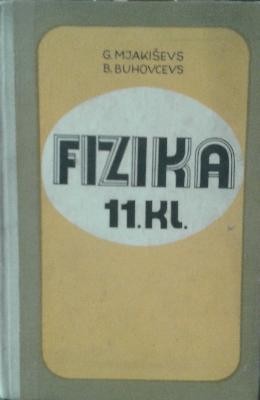 G. MJAKIŠEVS
B. BUHOVCEVS
FIZIKA
11. KL.